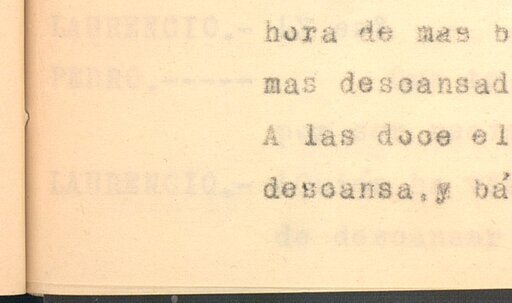 LAURENCIO.- hora de mas b
PEDRO.----- mas descansad
A las doce el
LAURENCIO.- descansa,y bá
de descansar